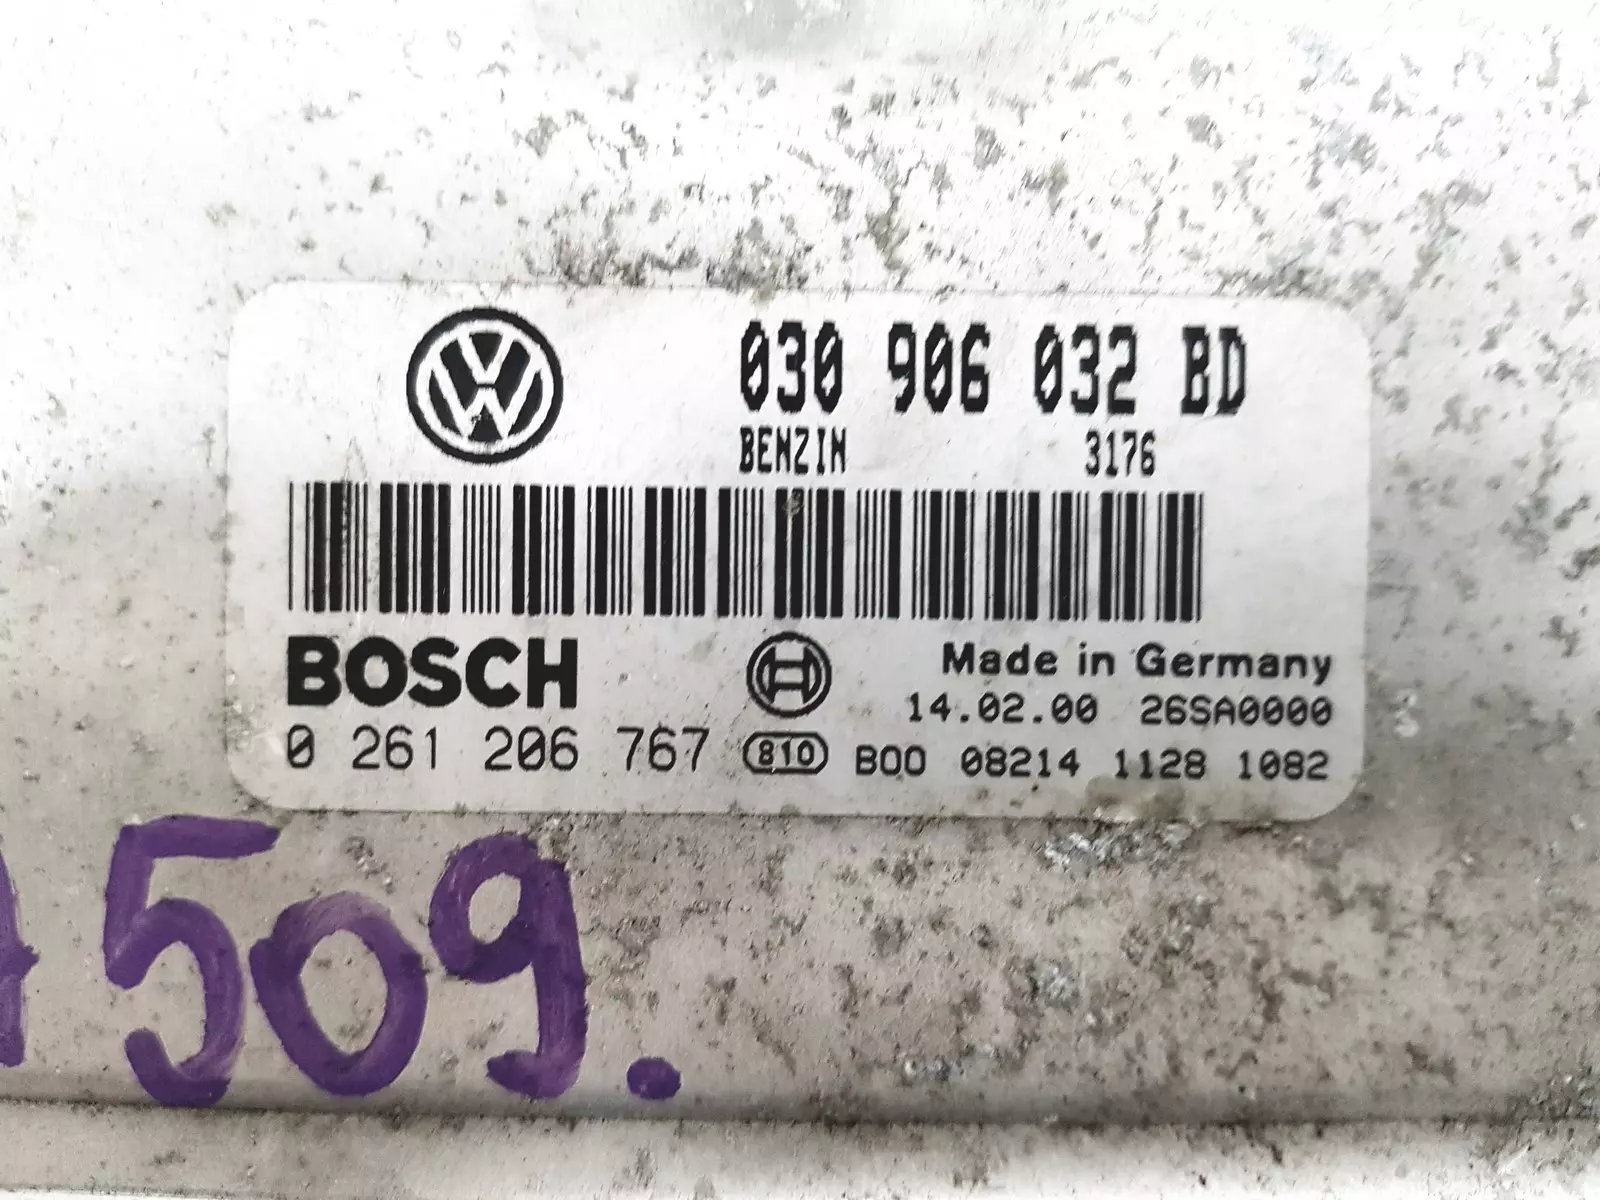 030 906 032 BD
BENZIN 3176
BOSCH
Made in Germany
14.02.00 26SA0000
0 261 206 767 810 B00 08214 1128 1082
509.